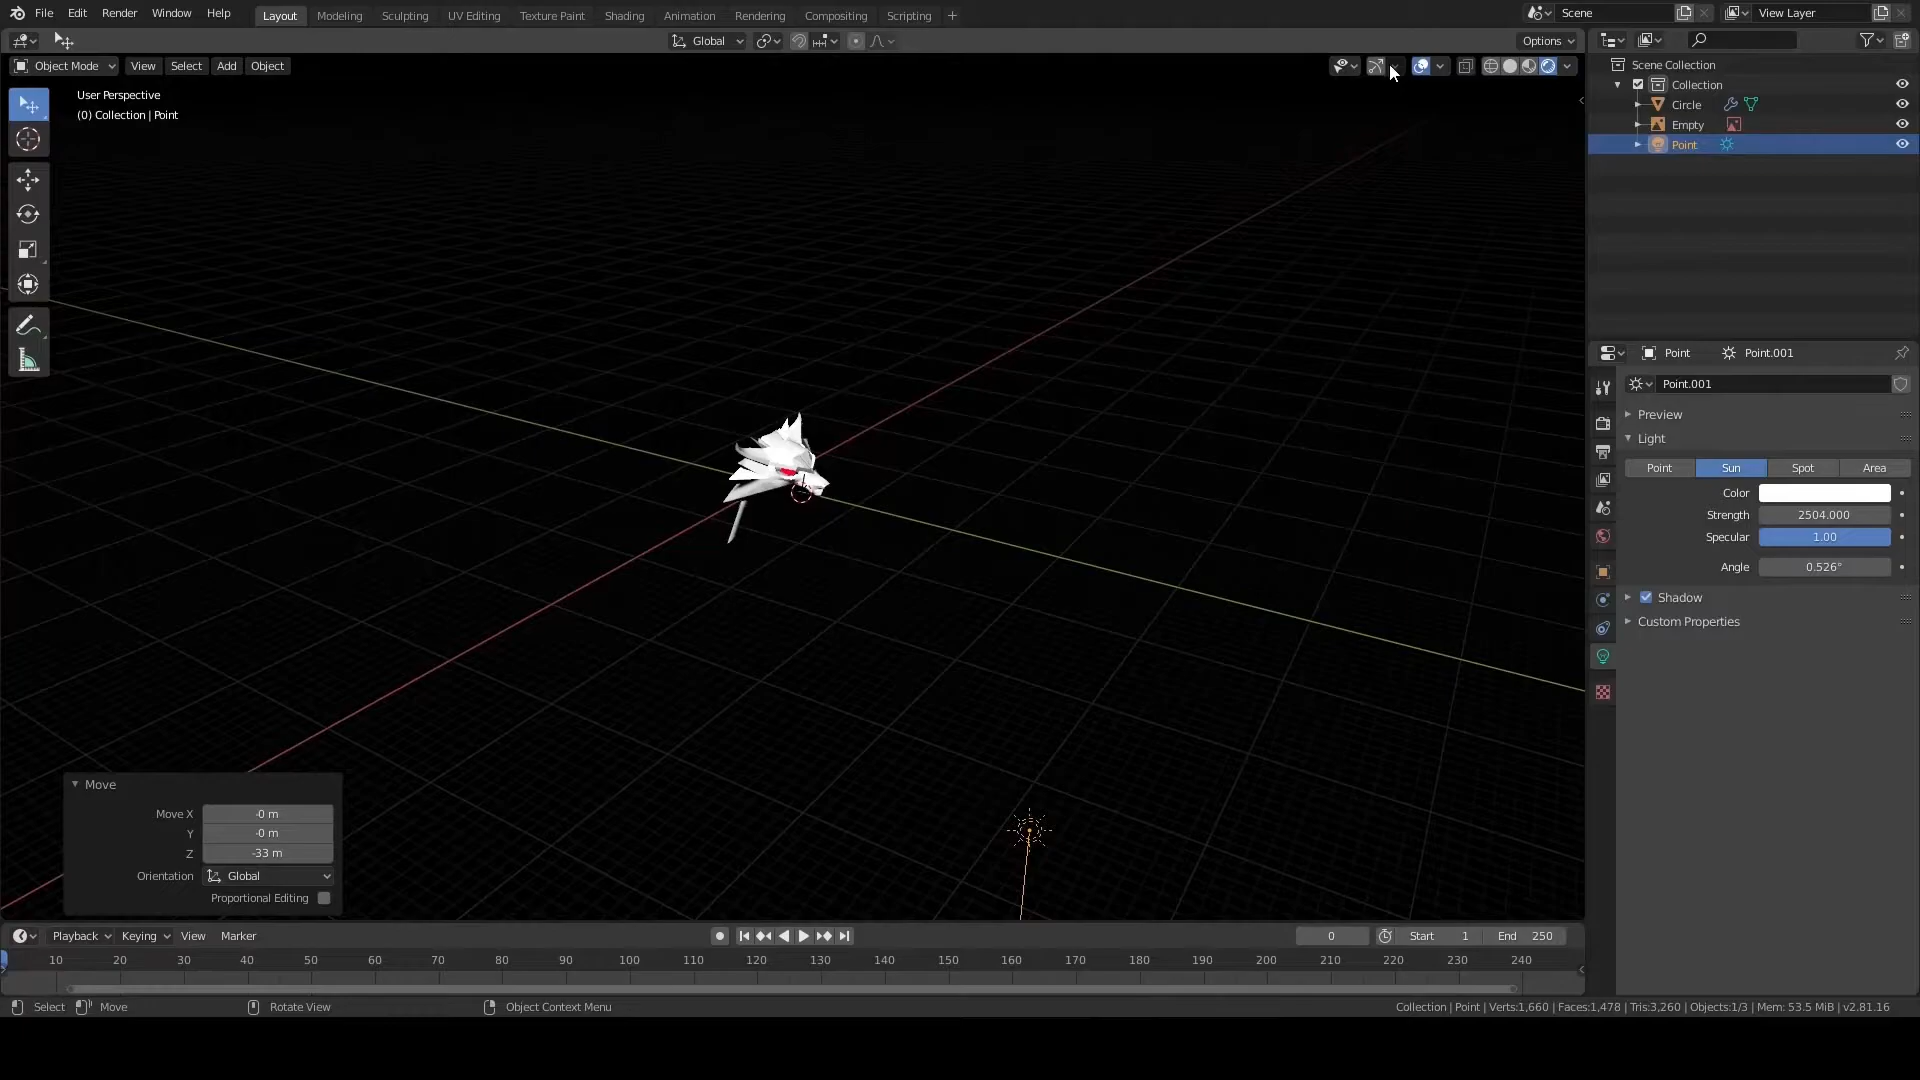 File Edit Render Window Help Layout Modeling Sculpting UV Editing Texture Paint Shading Animation Rendering Compositing Scripting + Scene View Layer
Global Options
Object Mode View Select Add Object
User Perspective
(0) Collection | Point
Scene Collection
Collection
Circle
Empty
Point
Point Point.001
Point.001
Preview
Light
Point Sun Spot Area
Color
Strength 2504.000
Specular 1.00
Angle 0.526°
Shadow
Custom Properties
Move
Move X -0 m
Y -0 m
Z -33 m
Orientation Global
Proportional Editing
Playback Keying View Marker 0 Start 1 End 250
10 20 30 40 50 60 70 80 90 100 110 120 130 140 150 160 170 180 190 200 210 220 230 240
Select Move Rotate View Object Context Menu Collection | Point | Verts:1,660 | Faces:1,478 | Tris:3,260 | Objects:1/3 | Mem: 53.5 MiB | v2.81.16